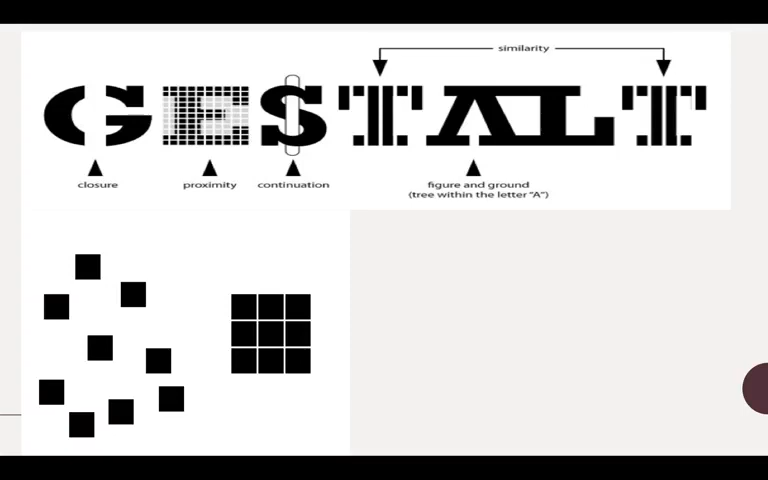 similarity
GESTALT
closure
proximity
continuation
figure and ground
(tree within the letter “A”)